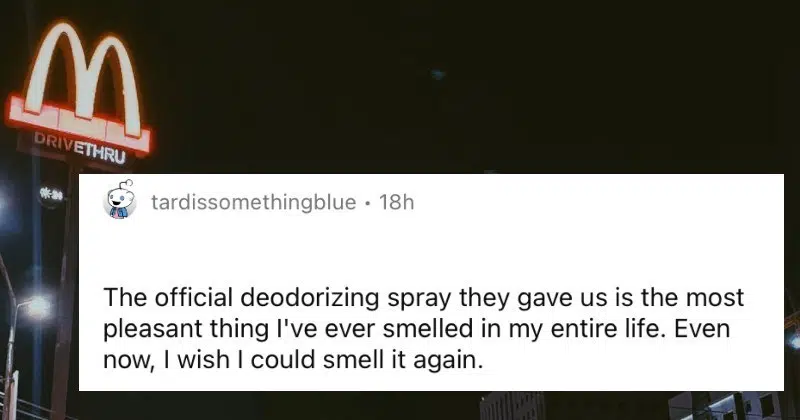 DRIVETHRU
tardissomethingblue • 18h
The official deodorizing spray they gave us is the most
pleasant thing I've ever smelled in my entire life. Even
now, I wish I could smell it again.